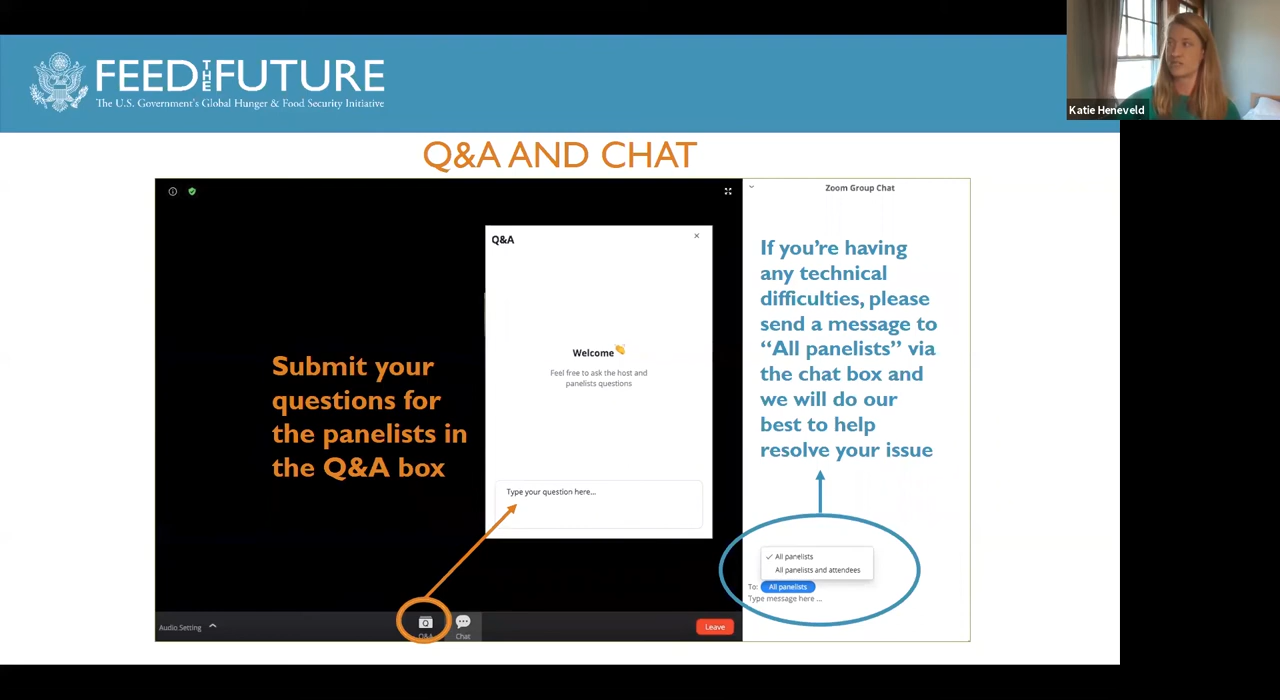 FEED THE FUTURE
The U.S. Government's Global Hunger & Food Security Initiative
Katie Heneveld
Q&A AND CHAT
Q&A
Welcome
Feel free to ask the host and
panelists questions
Type your question here...
Submit your
questions for
the panelists in
the Q&A box
Audio Setting
Q&A
Chat
Leave
Zoom Group Chat
If you're having
any technical
difficulties, please
send a message to
“All panelists” via
the chat box and
we will do our
best to help
resolve your issue
All panelists
All panelists and attendees
To: All panelists
Type message here ...